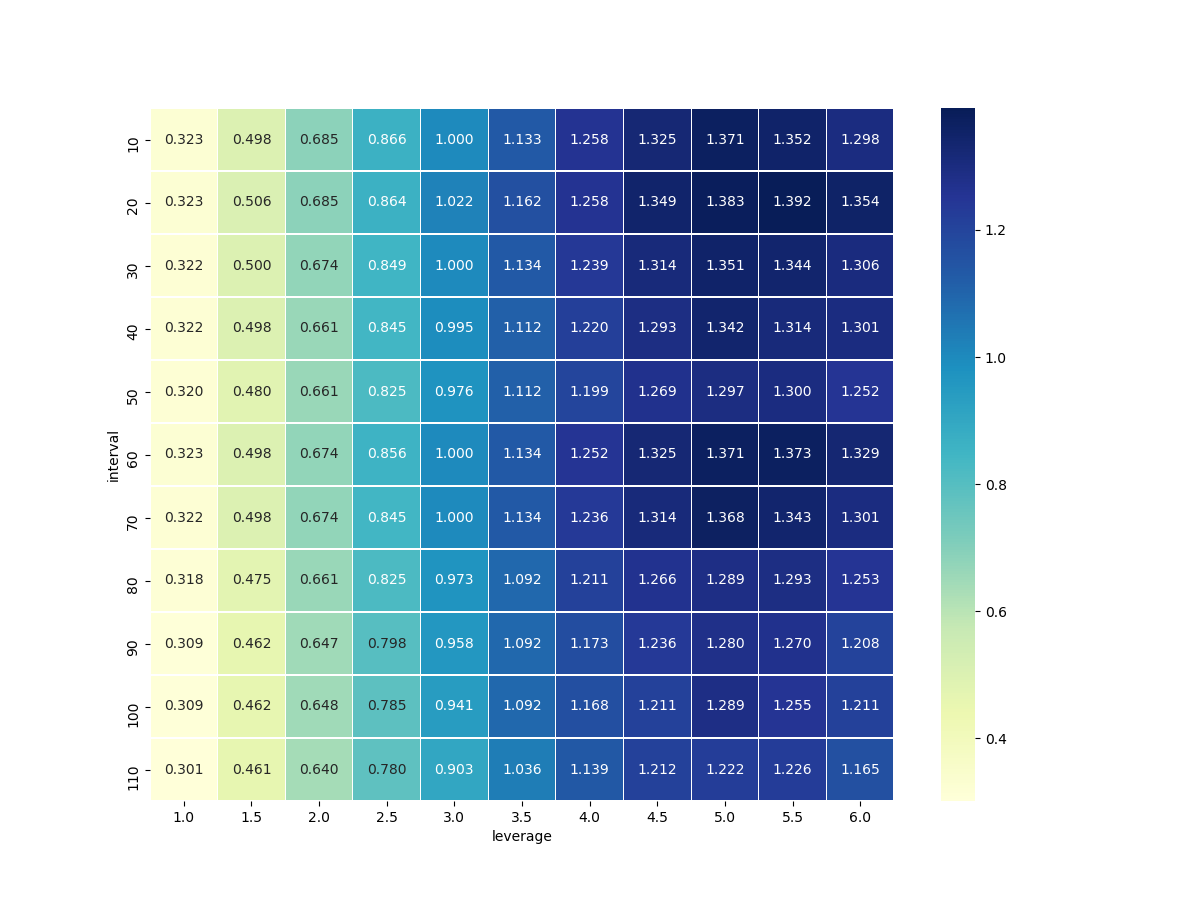 10 0.323 0.498 0.685 0.866 1.000 1.133 1.258 1.325 1.371 1.352 1.298
20 0.323 0.506 0.685 0.864 1.022 1.162 1.258 1.349 1.383 1.392 1.354
30 0.322 0.500 0.674 0.849 1.000 1.134 1.239 1.314 1.351 1.344 1.306
40 0.322 0.498 0.661 0.845 0.995 1.112 1.220 1.293 1.342 1.314 1.301
50 0.320 0.480 0.661 0.825 0.976 1.112 1.199 1.269 1.297 1.300 1.252
60 0.323 0.498 0.674 0.856 1.000 1.134 1.252 1.325 1.371 1.373 1.329
70 0.322 0.498 0.674 0.845 1.000 1.134 1.236 1.314 1.368 1.343 1.301
80 0.318 0.475 0.661 0.825 0.973 1.092 1.211 1.266 1.289 1.293 1.253
90 0.309 0.462 0.647 0.798 0.958 1.092 1.173 1.236 1.280 1.270 1.208
100 0.309 0.462 0.648 0.785 0.941 1.092 1.168 1.211 1.289 1.255 1.211
110 0.301 0.461 0.640 0.780 0.903 1.036 1.139 1.212 1.222 1.226 1.165
1.0 1.5 2.0 2.5 3.0 3.5 4.0 4.5 5.0 5.5 6.0
leverage
interval
1.2
1.0
0.8
0.6
0.4